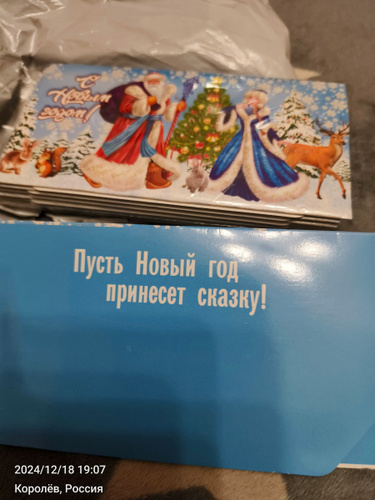 С
Новым
годом!
Пусть Новый год
принесет сказку!
2024/12/18 19:07
Королёв, Россия